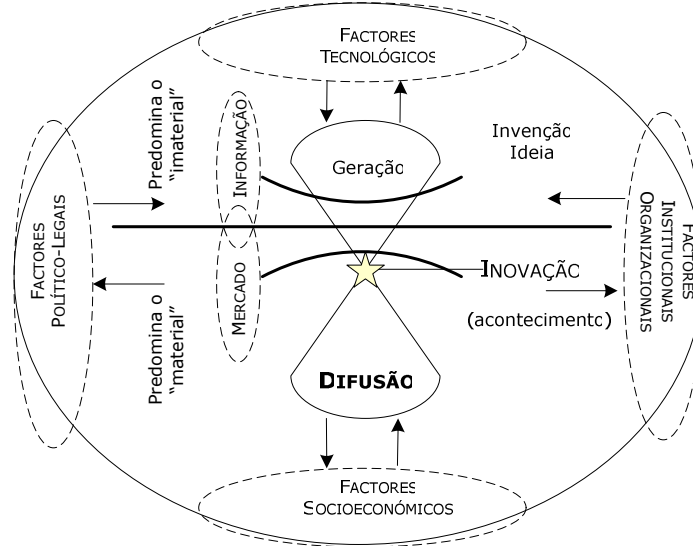 FACTORES
TECNOLÓGICOS
Predomina o
“imaterial”
INFORMAÇÃO
Geração
Invenção
Ideia
FACTORES
POLÍTICO-LEGAIS
FACTORES
INSTITUCIONAIS
ORGANIZACIONAIS
MERCADO
INOVAÇÃO
(acontecimento)
Predomina o
“material”
DIFUSÃO
FACTORES
SOCIOECONÓMICOS